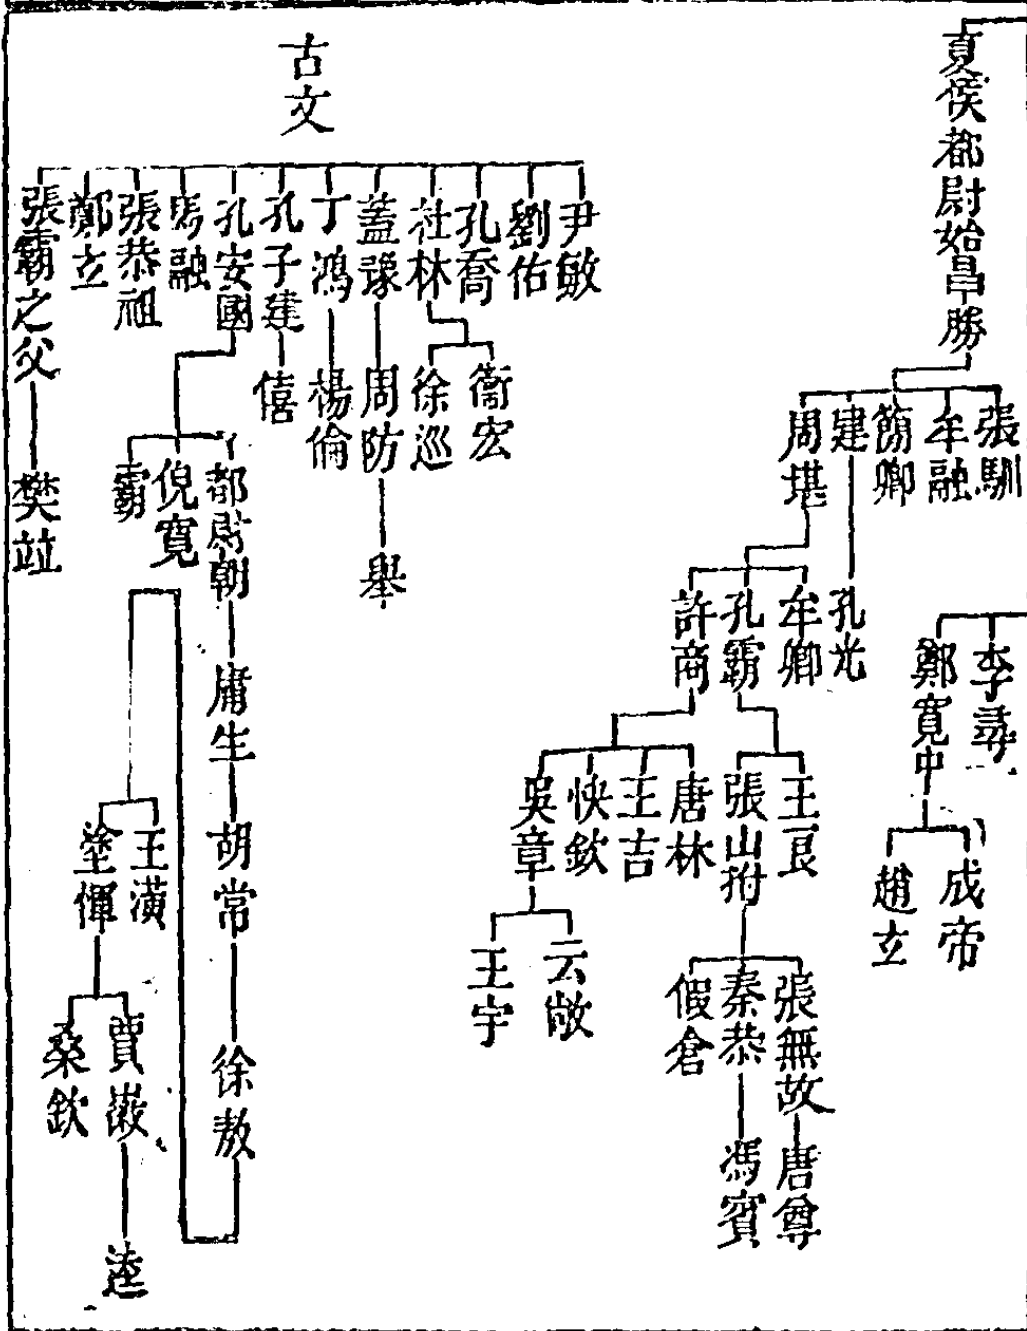 夏侯都尉始昌勝
張馴
牟融
簡卿
建
周堪
孔光
牟卿
孔霸
許商
李尋
鄭寬中
成帝
趙玄
王良
張山拊
唐林
王吉
炔欽
吳章
云敞
王宇
張無故
秦恭
假倉
唐尊
馮賓
古文
尹敏
劉佑
孔喬
杜林
蓋豫
丁鴻
孔子建
孔安國
馬融
張恭祖
鄭玄
張霸之父
衞宏
徐巡
周防
楊倫
僖
舉
都尉朝
倪寬
霸
樊竝
庸生
胡常
徐敖
王璜
塗惲
賈徽
桑欽
逵